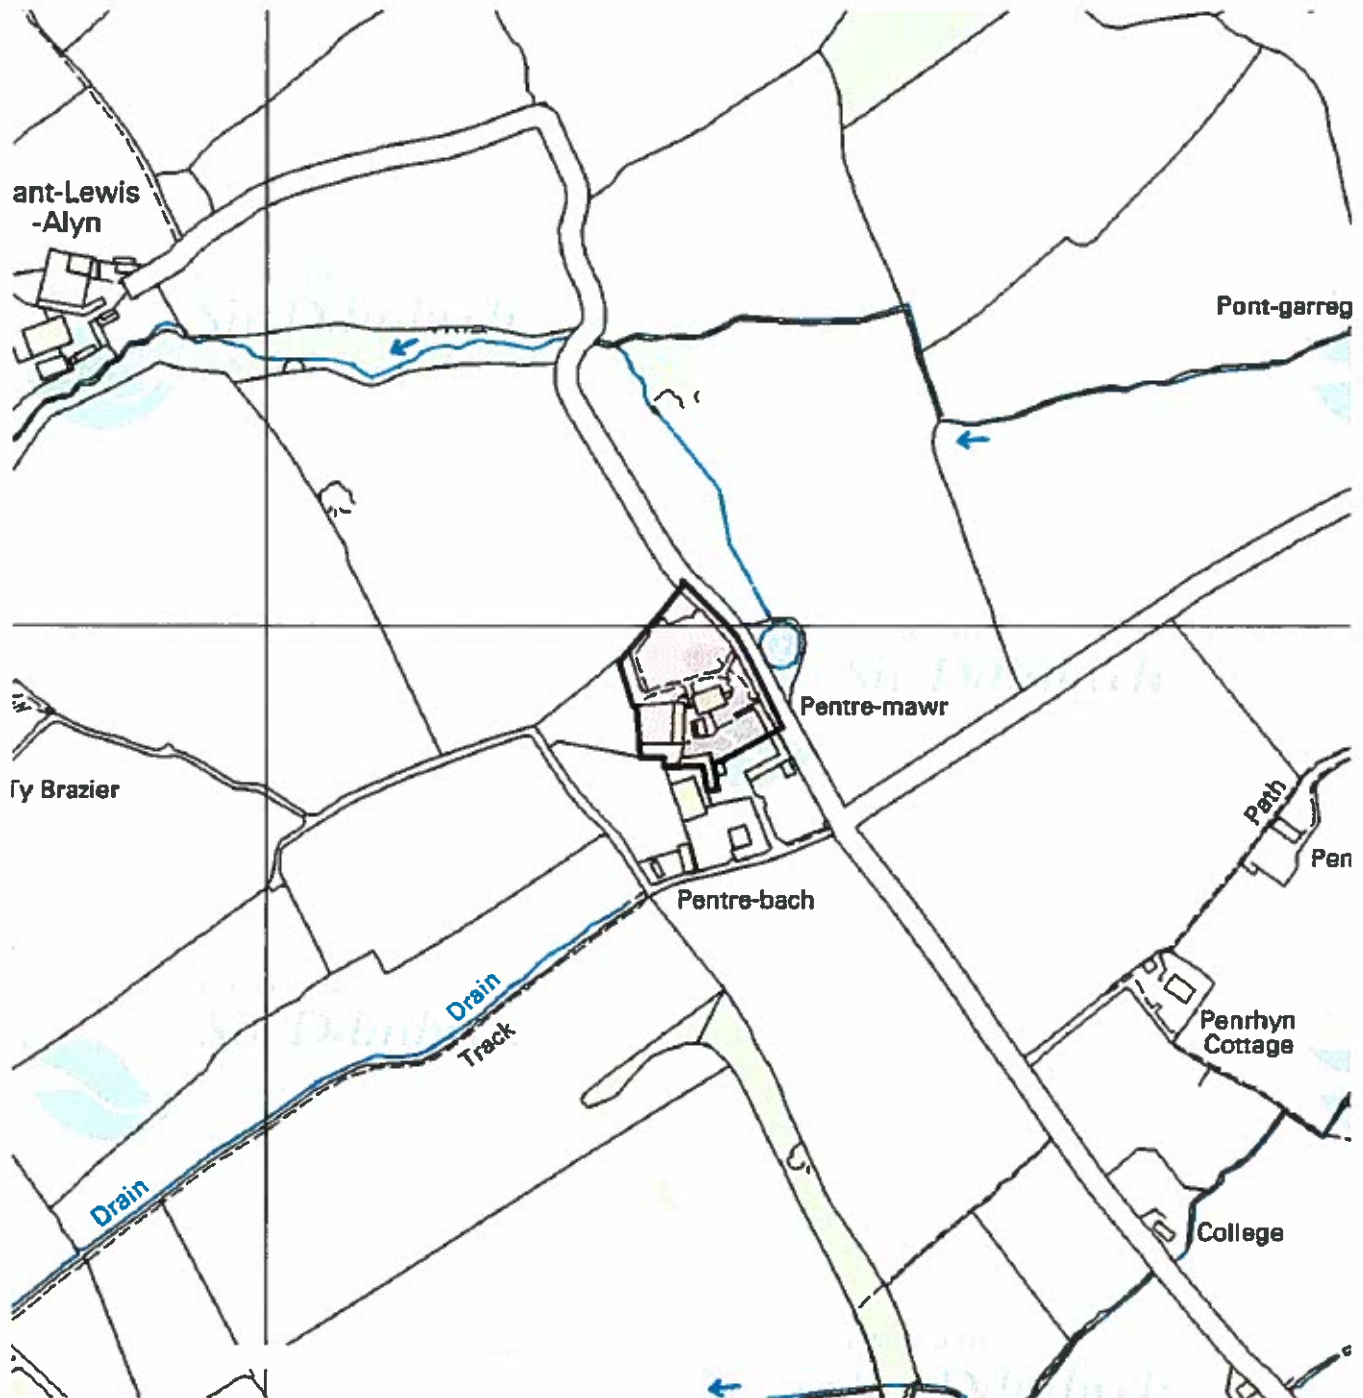 ant-Lewis
-Alyn
Pont-garreg
Pentre-mawr
Ty Brazier
Path
Pen
Pentre-bach
Drain
Track
Penrhyn
Cottage
Drain
College